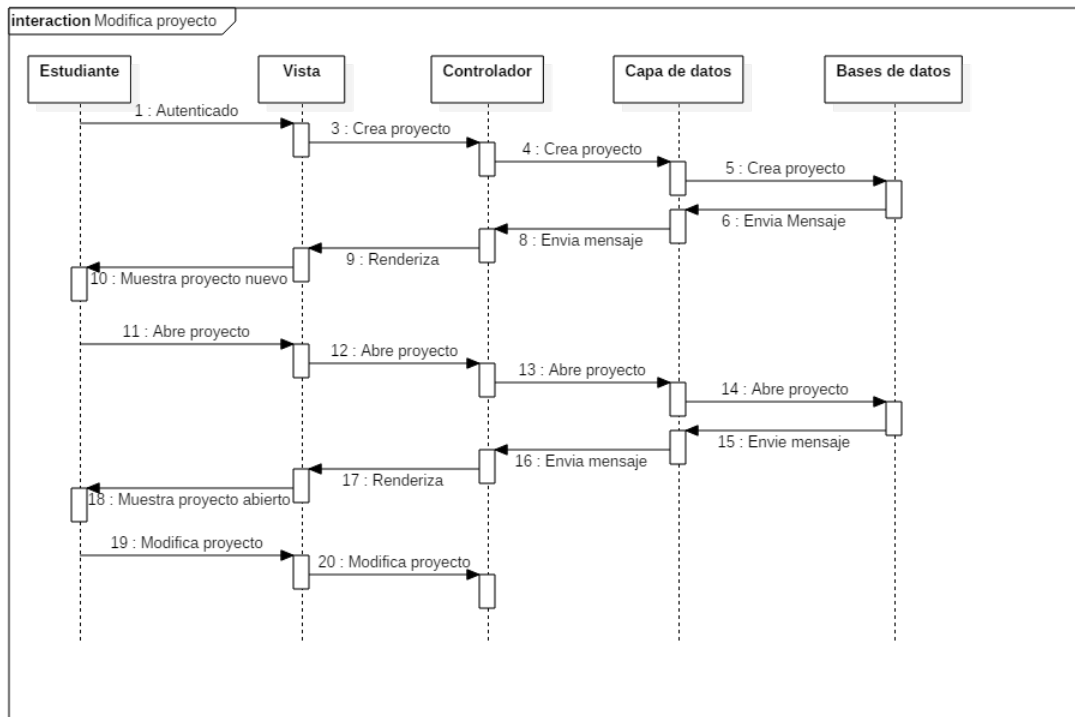 interaction Modifica proyecto
Estudiante
Vista
Controlador
Capa de datos
Bases de datos
1 : Autenticado
3 : Crea proyecto
4 : Crea proyecto
5 : Crea proyecto
6 : Envia Mensaje
8 : Envia mensaje
9 : Renderiza
10 : Muestra proyecto nuevo
11 : Abre proyecto
12 : Abre proyecto
13 : Abre proyecto
14 : Abre proyecto
15 : Envie mensaje
16 : Envia mensaje
17 : Renderiza
18 : Muestra proyecto abierto
19 : Modifica proyecto
20 : Modifica proyecto